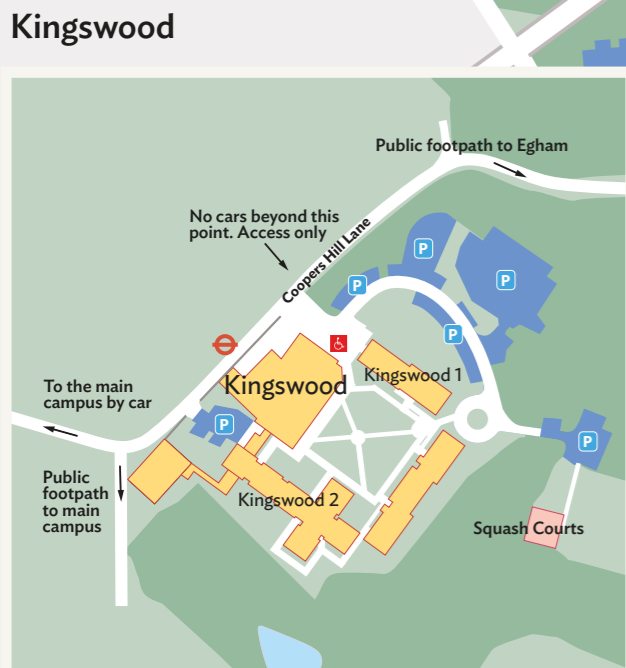 Kingswood
Public footpath to Egham
No cars beyond this
point. Access only
Coopers Hill Lane
P
P
P
P
Kingswood
Kingswood 1
To the main
campus by car
P
P
Public
footpath
to main
campus
Kingswood 2
Squash Courts